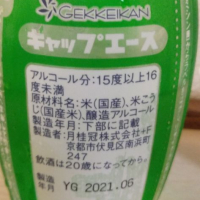 GEKKEIKAN
キャップエース
アルコール分:15度以上16
度未満
原材料名:米(国産)、米こう
じ(国産米)、醸造アルコール
製造年月:下部に記載
製造者:月桂冠株式会社+F
京都市伏見区南浜町
247
飲酒は20歳になってから。
製造
年月 YG 2021.06